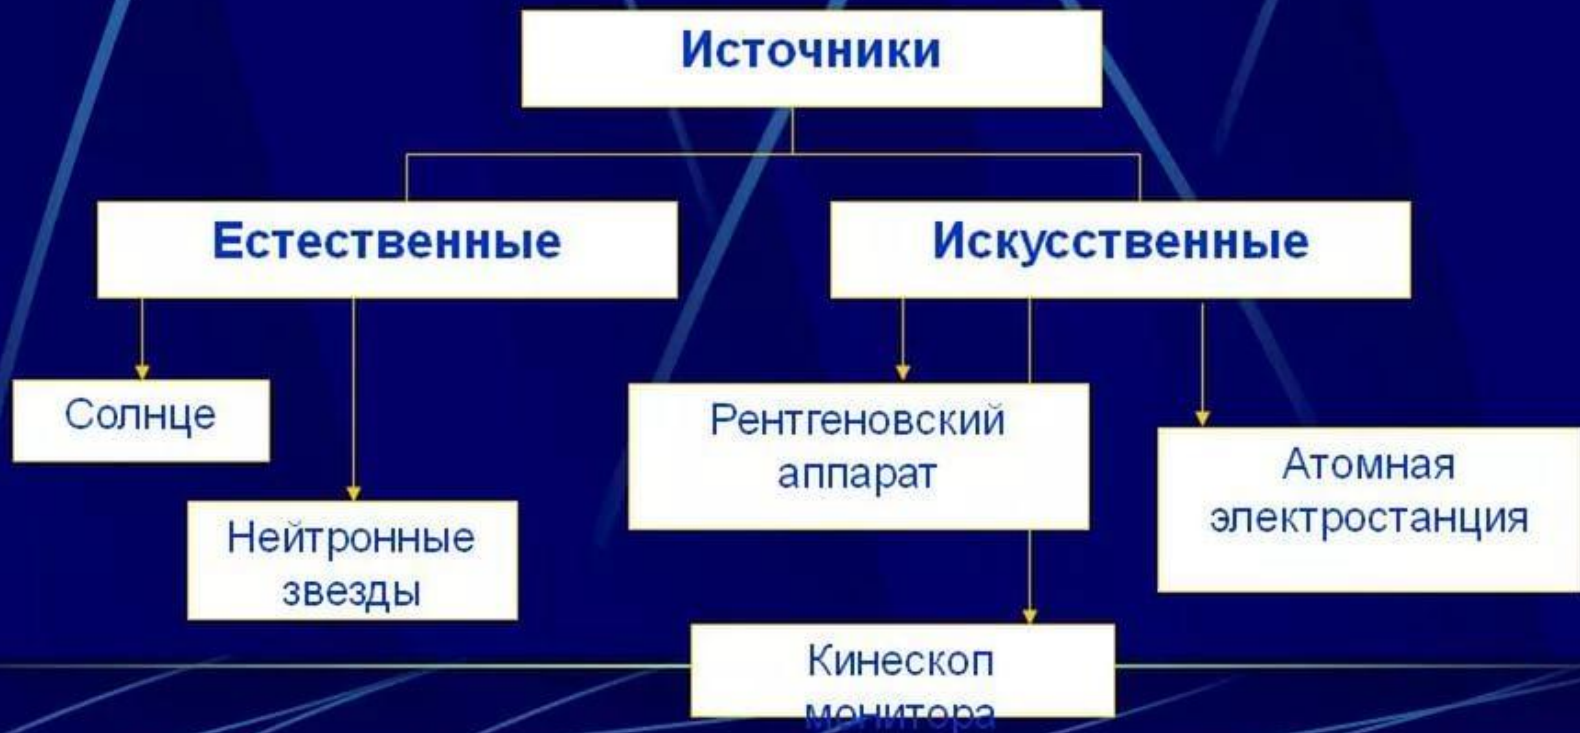 Источники
Естественные
Искусственные
Солнце
Нейтронные
звезды
Рентгеновский
аппарат
Атомная
электростанция
Кинескоп
монитора